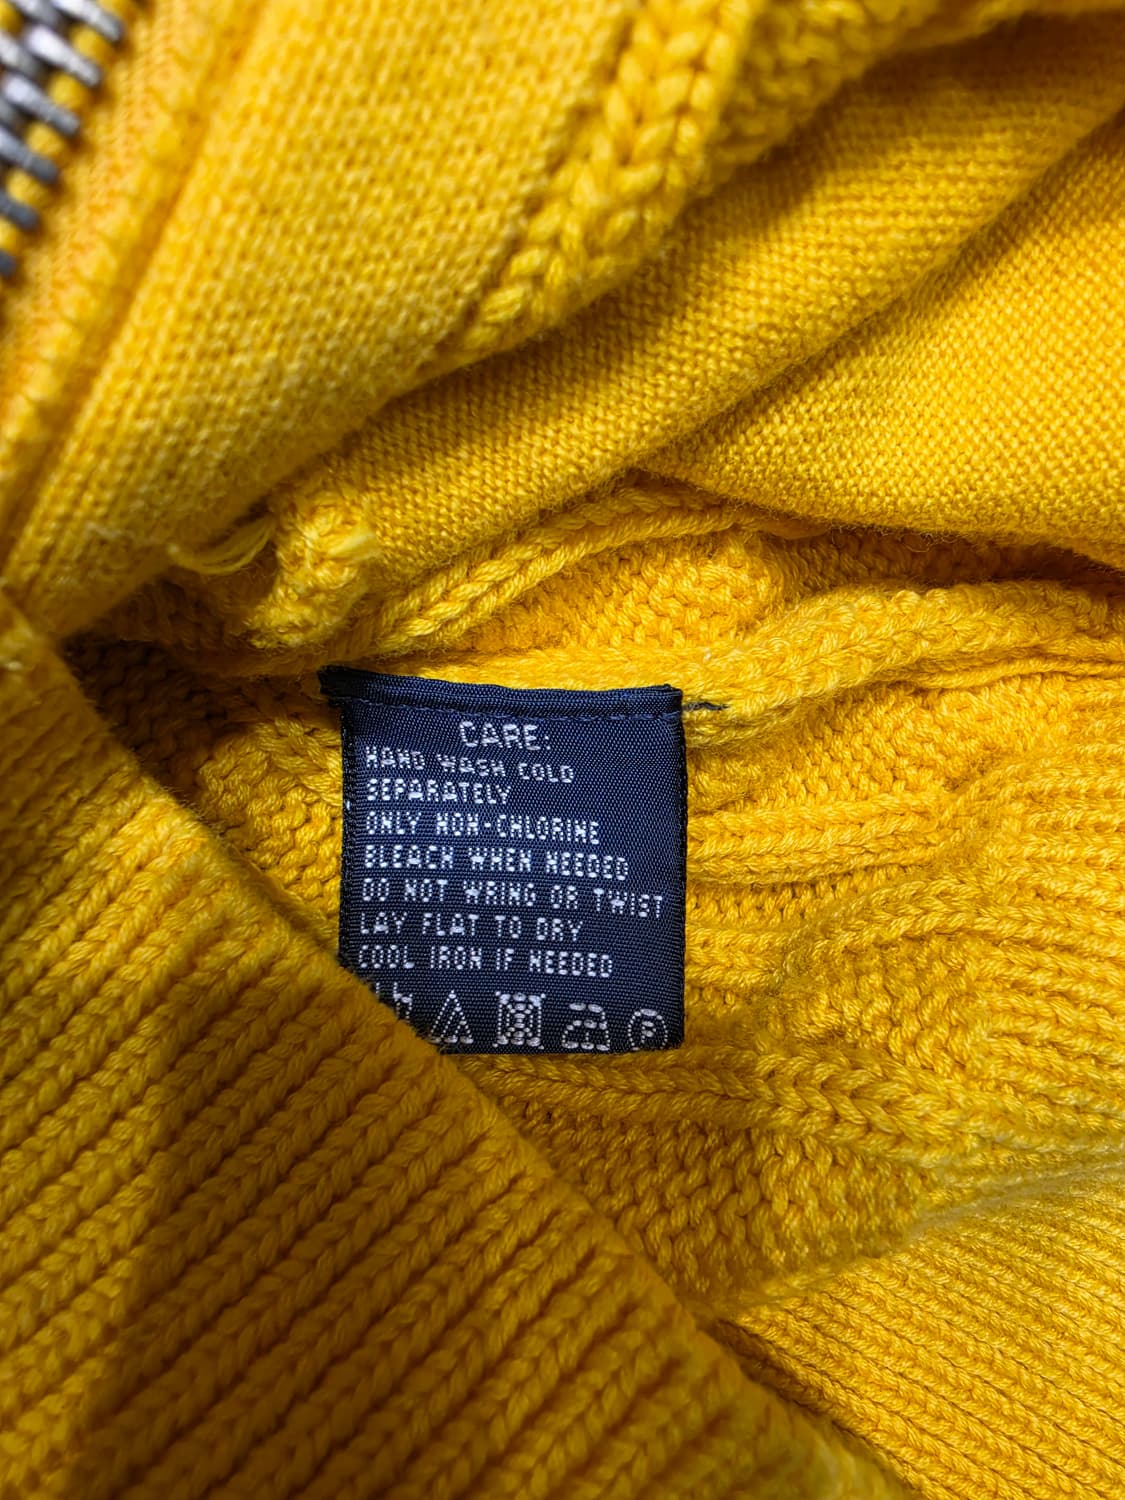 CARE:
HAND WASH COLD
SEPARATELY
ONLY NON-CHLORINE
BLEACH WHEN NEEDED
DO NOT WRING OR TWIST
LAY FLAT TO DRY
COOL IRON IF NEEDED
P